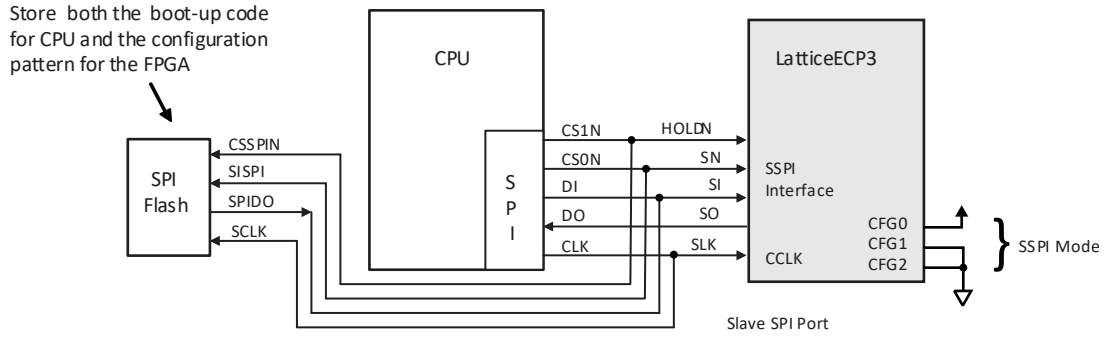 Store both the boot-up code
for CPU and the configuration
pattern for the FPGA
CPU
LatticeECP3
CS1N
HOLDN
CSSPIN
CS0N
SN
SSPI
Interface
SISPI
SPI
Flash
S
P
I
DI
SI
SPIDO
DO
SO
CFG0
SCLK
CLK
SLK
CCLK
CFG1
CFG2
SSPI Mode
Slave SPI Port